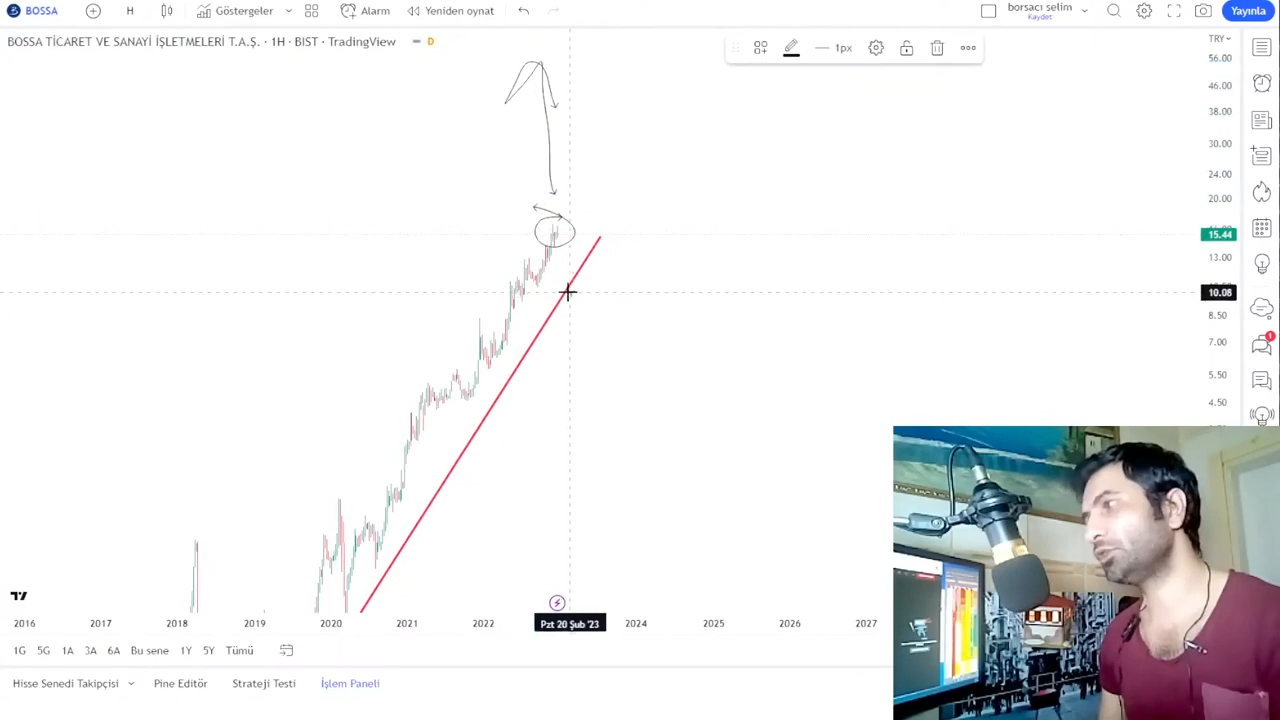 BOSSA H Göstergeler Alarm Yeniden oynat borsacı selim Kaydet Yayınla
BOSSA TİCARET VE SANAYİ İŞLETMELERİ T.A.Ş. · 1H · BIST · TradingView D
1px
TRY
56.00
46.00
38.00
30.00
24.00
20.00
15.44
13.00
10.08
8.50
7.00
5.50
4.50
1
2016 2017 2018 2019 2020 2021 2022 Pzt 20 Şub '23 2024 2025 2026 2027
1G 5G 1A 3A 6A Bu sene 1Y 5Y Tümü
Hisse Senedi Takipçisi Pine Editör Strateji Testi İşlem Paneli